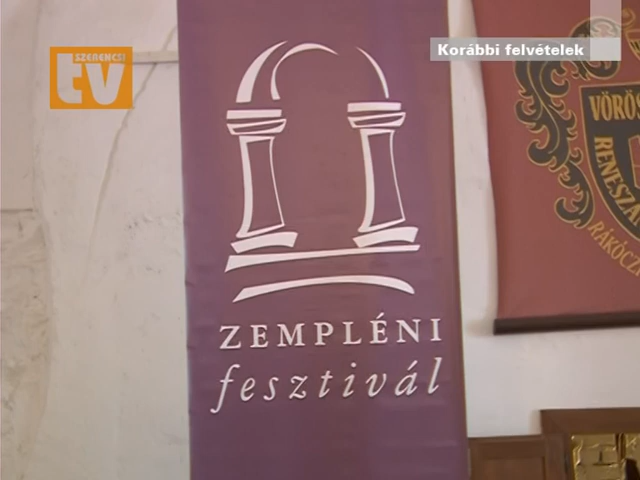 SZERENCSI
tv
Korábbi felvételek
VÖRÖS
RENESZ
RÁKÓCZ
ZEMPLÉNI
fesztivál